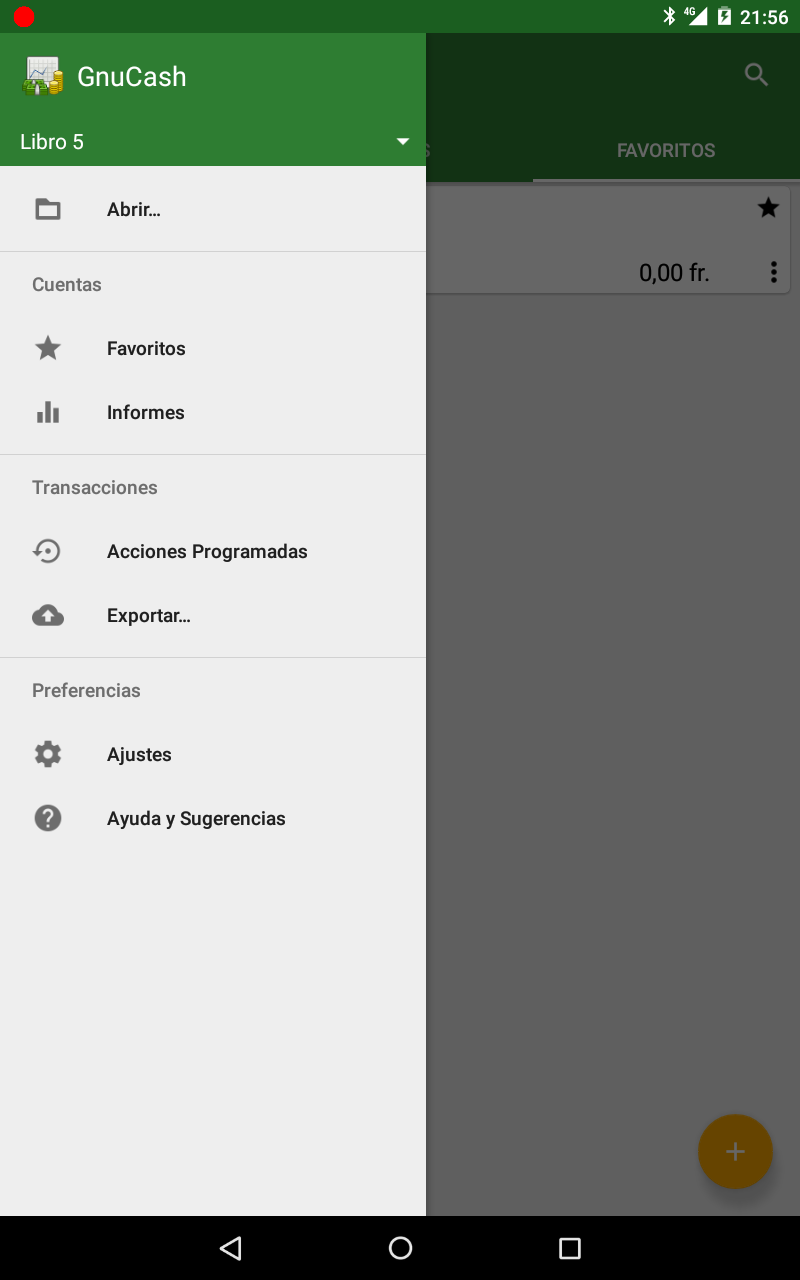 4G 21:56
GnuCash
Libro 5
S
FAVORITOS
Abrir...
0,00 fr.
Cuentas
Favoritos
Informes
Transacciones
Acciones Programadas
Exportar...
Preferencias
Ajustes
Ayuda y Sugerencias